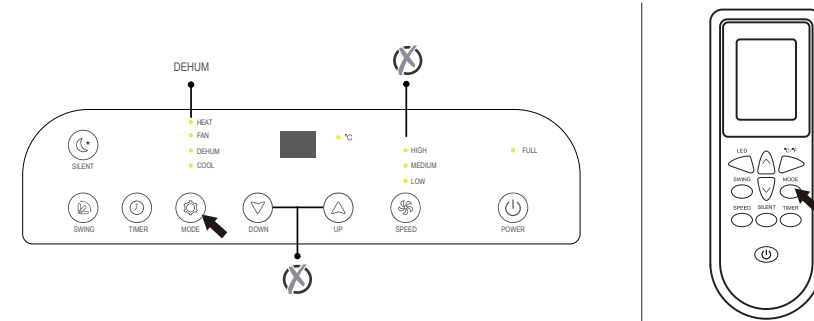 DEHUM
HEAT
FAN
DEHUM
COOL
°C
HIGH
MEDIUM
LOW
FULL
SILENT
SWING
TIMER
MODE
DOWN
UP
SPEED
POWER
LED °C/°F
SWING MODE
SPEED SILENT TIMER